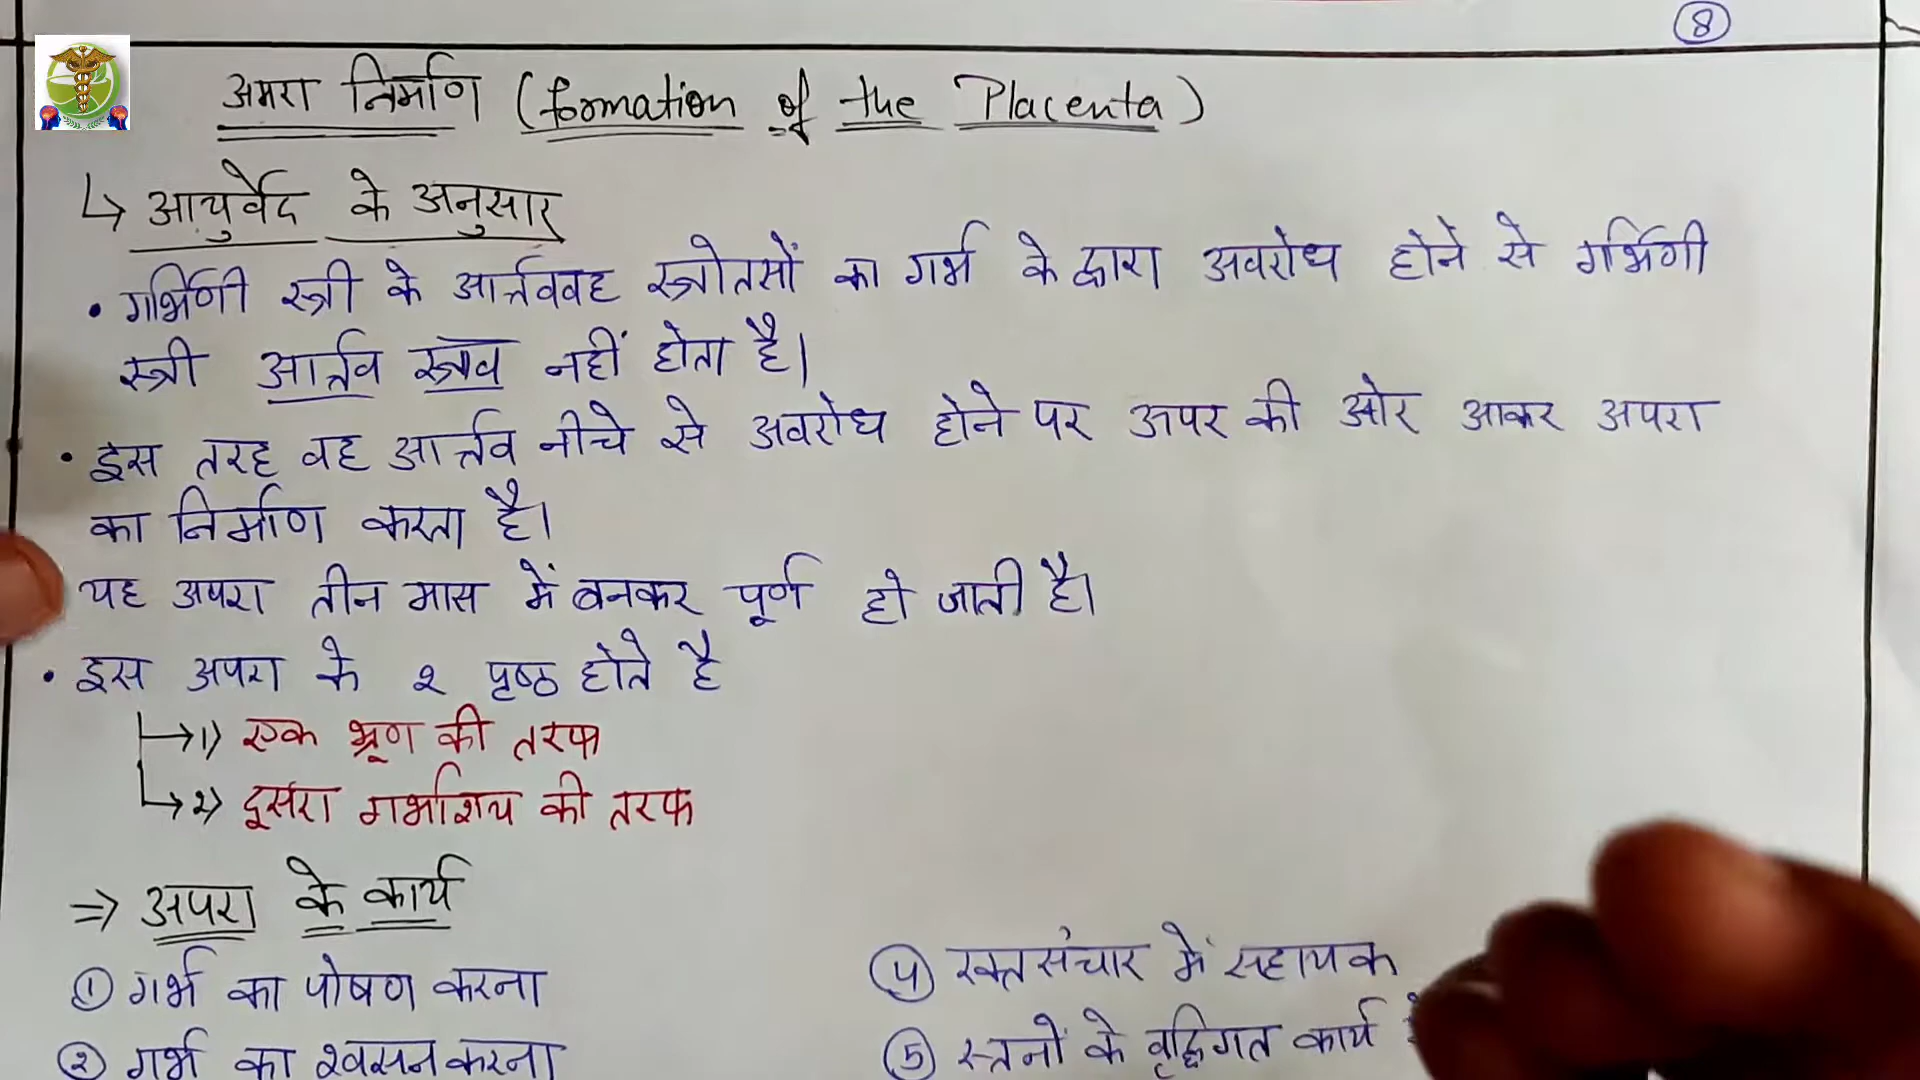 8
अमरा निर्माण (formation of the Placenta)
↳ आयुर्वेद के अनुसार
• गर्भिणी स्त्री के आर्त्तववह स्त्रोतसों का गर्भ के द्वारा अवरोध होने से गर्भिणी
स्त्री आर्त्तव स्त्राव नहीं होता है।
• इस तरह वह आर्त्तव नीचे से अवरोध होने पर अपर की ओर आकर अपरा
का निर्माण करता है।
यह अपरा तीन मास में बनकर पूर्ण हो जाती है।
• इस अपरा के २ पृष्ठ होते है
→ 1) एक भ्रूण की तरफ
→ २) दूसरा गर्भाशय की तरफ
⇒ अपरा के कार्य
① गर्भ का पोषण करना
② गर्भ का श्वसन करना
④ रक्तसंचार में सहायक
⑤ स्तनों के वृद्धिगत कार्य